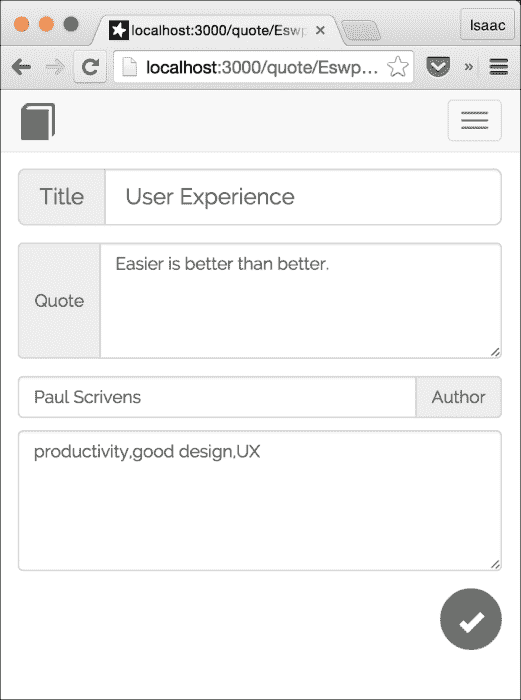 localhost:3000/quote/Eswp
Isaac
localhost:3000/quote/Eswp...
Title
User Experience
Quote
Easier is better than better.
Paul Scrivens
Author
productivity,good design,UX